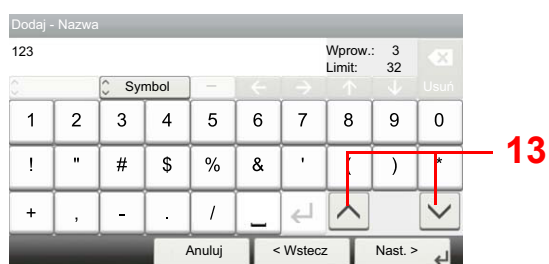 Dodaj - Nazwa
123
Wprow.: 3
Limit: 32
Symbol - Usuń
1 2 3 4 5 6 7 8 9 0
! " # $ % & ' ( ) *
+ , - . / _
13
Anuluj < Wstecz Nast. >